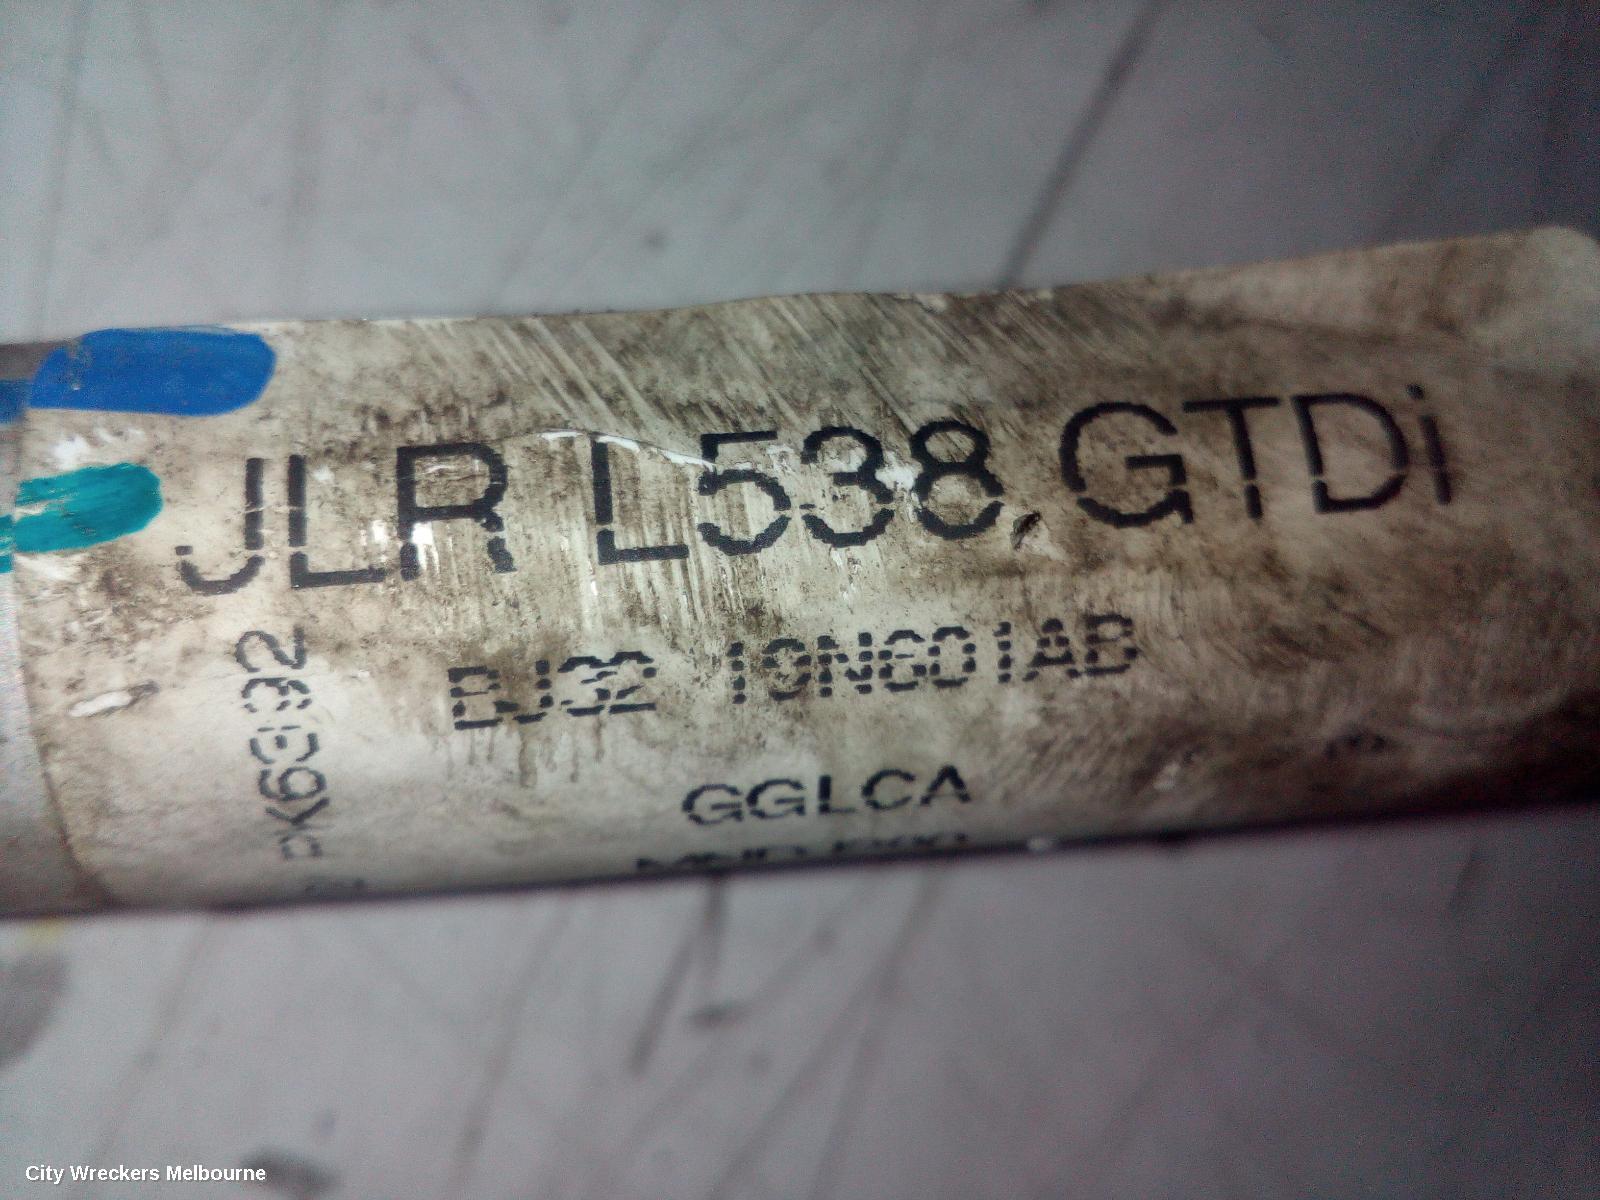 JLR L538 GTDi
BJ32 19N601AB
GGLCA
City Wreckers Melbourne